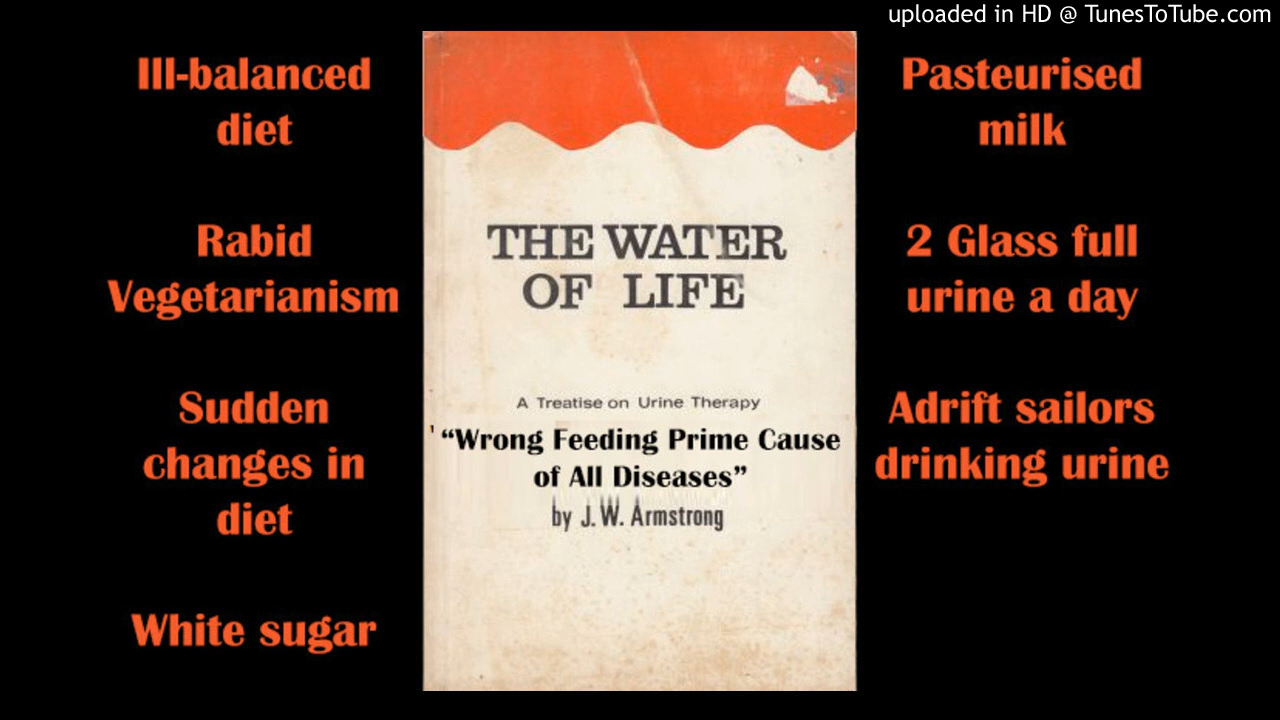 uploaded in HD @ TunesToTube.com
Ill-balanced
diet
Rabid
Vegetarianism
Sudden
changes in
diet
White sugar
THE WATER
OF LIFE
A Treatise on Urine Therapy
“Wrong Feeding Prime Cause
of All Diseases”
by J. W. Armstrong
Pasteurised
milk
2 Glass full
urine a day
Adrift sailors
drinking urine